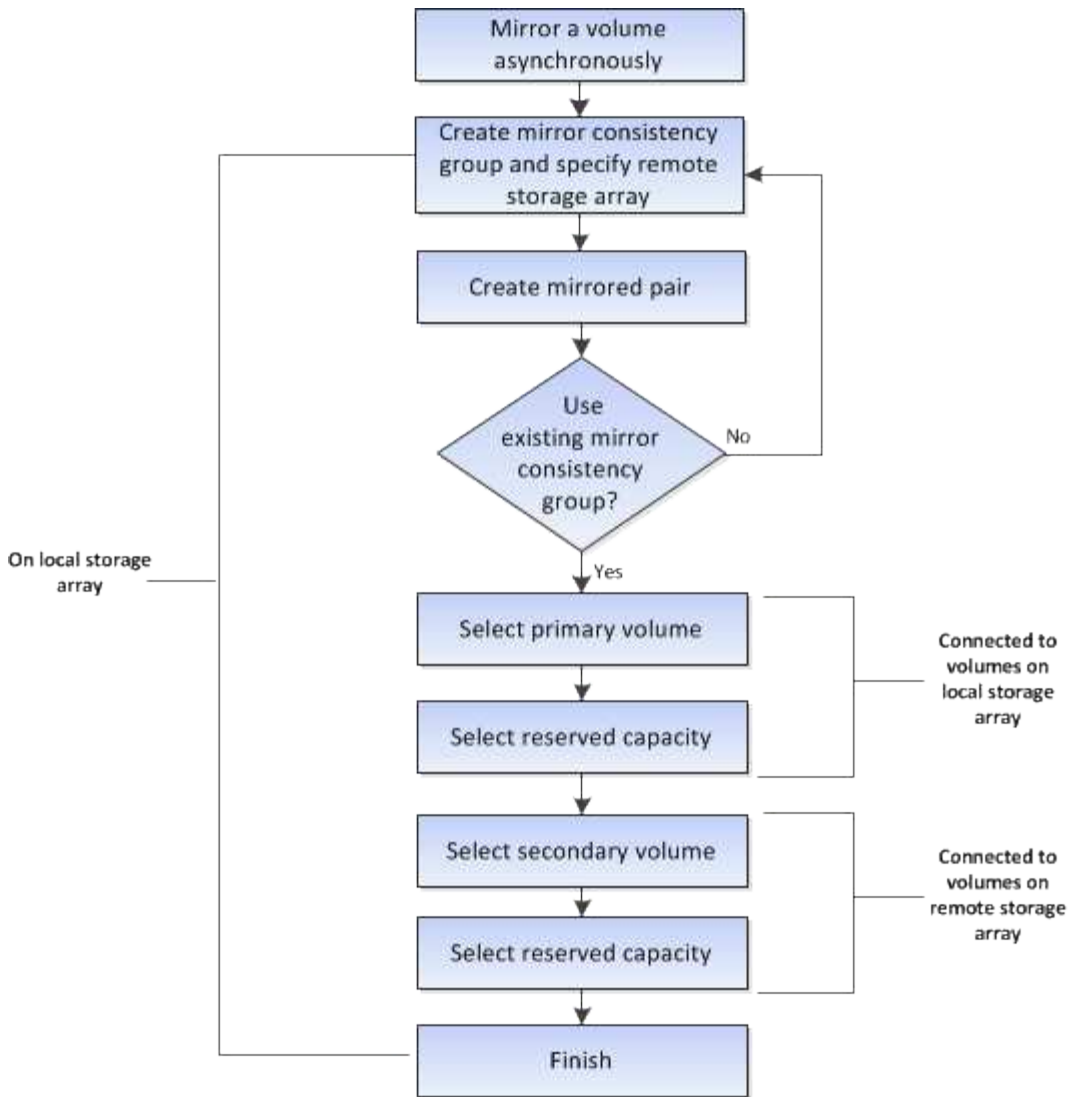 Mirror a volume
asynchronously
Create mirror consistency
group and specify remote
storage array
Create mirrored pair
Use
existing mirror
consistency
group?
No
Yes
On local storage
array
Select primary volume
Select reserved capacity
Connected to
volumes on
local storage
array
Select secondary volume
Select reserved capacity
Connected to
volumes on
remote storage
array
Finish